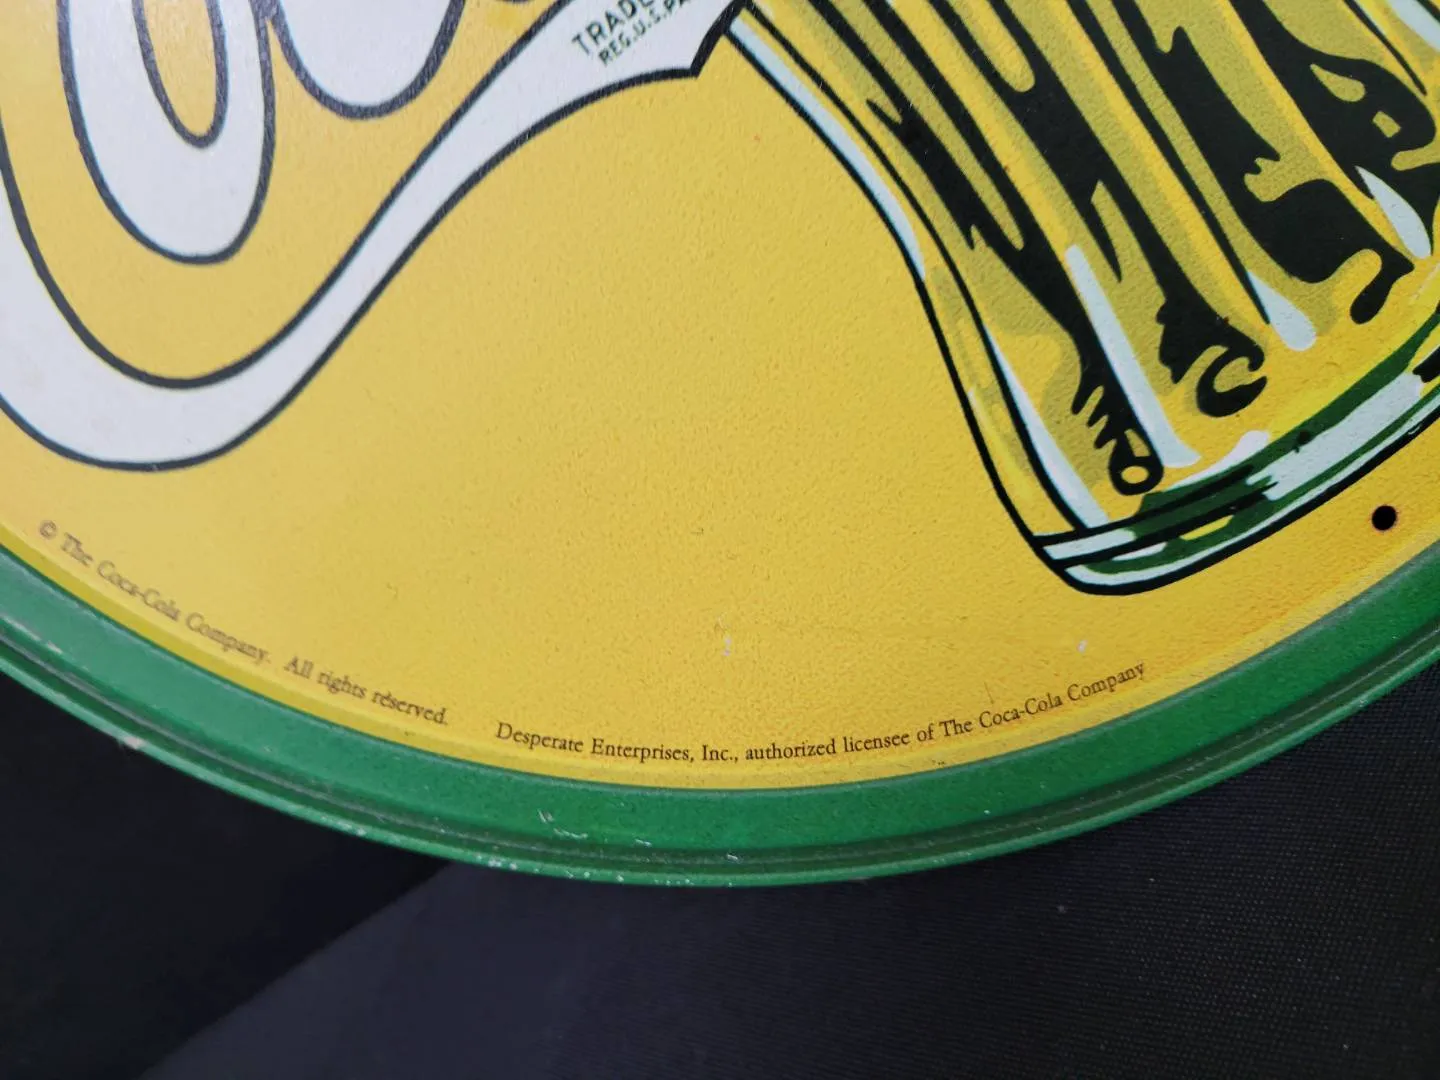 TRADE
REG.U.S.PA
© The Coca-Cola Company. All rights reserved. Desperate Enterprises, Inc., authorized licensee of The Coca-Cola Company